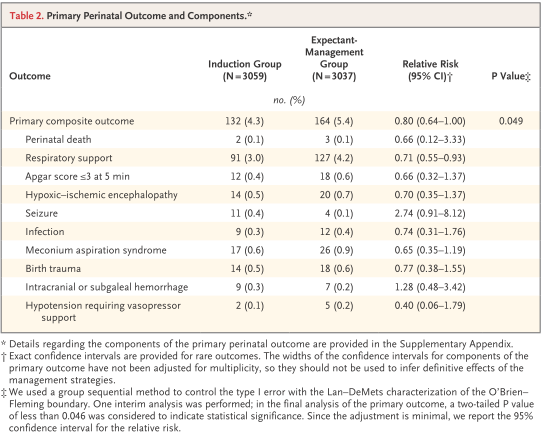 Table 2. Primary Perinatal Outcome and Components.*
Outcome Induction Group (N=3059) Expectant-Management Group (N=3037) Relative Risk (95% CI)† P Value‡
no. (%)
Primary composite outcome 132 (4.3) 164 (5.4) 0.80 (0.64–1.00) 0.049
Perinatal death 2 (0.1) 3 (0.1) 0.66 (0.12–3.33)
Respiratory support 91 (3.0) 127 (4.2) 0.71 (0.55–0.93)
Apgar score ≤3 at 5 min 12 (0.4) 18 (0.6) 0.66 (0.32–1.37)
Hypoxic–ischemic encephalopathy 14 (0.5) 20 (0.7) 0.70 (0.35–1.37)
Seizure 11 (0.4) 4 (0.1) 2.74 (0.91–8.12)
Infection 9 (0.3) 12 (0.4) 0.74 (0.31–1.76)
Meconium aspiration syndrome 17 (0.6) 26 (0.9) 0.65 (0.35–1.19)
Birth trauma 14 (0.5) 18 (0.6) 0.77 (0.38–1.55)
Intracranial or subgaleal hemorrhage 9 (0.3) 7 (0.2) 1.28 (0.48–3.42)
Hypotension requiring vasopressor 2 (0.1) 5 (0.2) 0.40 (0.06–1.79)
support
* Details regarding the components of the primary perinatal outcome are provided in the Supplementary Appendix.
† Exact confidence intervals are provided for rare outcomes. The widths of the confidence intervals for components of the
primary outcome have not been adjusted for multiplicity, so they should not be used to infer definitive effects of the
management strategies.
‡ We used a group sequential method to control the type I error with the Lan–DeMets characterization of the O'Brien–
Fleming boundary. One interim analysis was performed; in the final analysis of the primary outcome, a two-tailed P value
of less than 0.046 was considered to indicate statistical significance. Since the adjustment is minimal, we report the 95%
confidence interval for the relative risk.